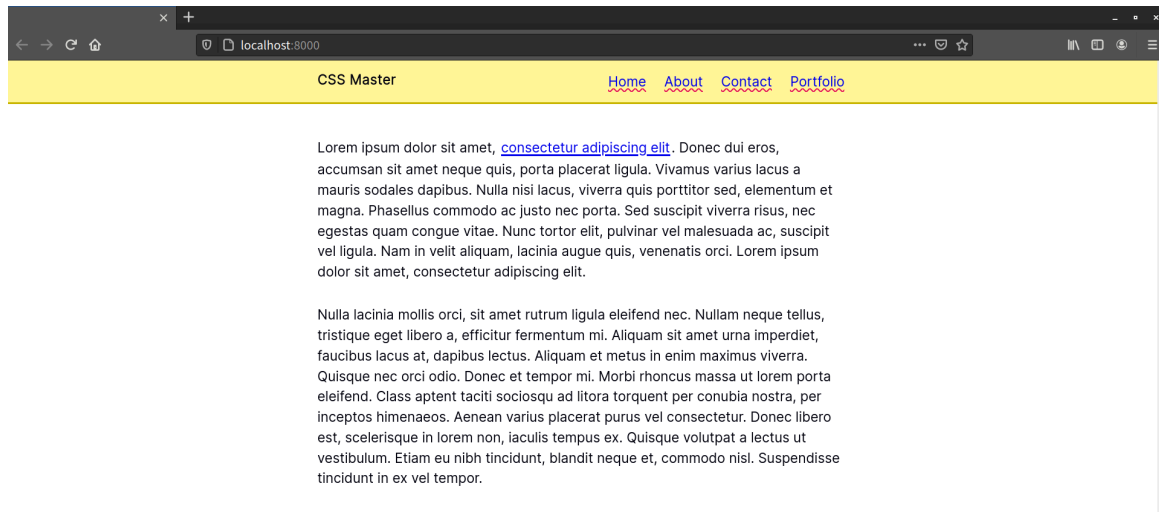 localhost:8000
CSS Master
Home About Contact Portfolio
Lorem ipsum dolor sit amet, consectetur adipiscing elit. Donec dui eros,
accumsan sit amet neque quis, porta placerat ligula. Vivamus varius lacus a
mauris sodales dapibus. Nulla nisi lacus, viverra quis porttitor sed, elementum et
magna. Phasellus commodo ac justo nec porta. Sed suscipit viverra risus, nec
egestas quam congue vitae. Nunc tortor elit, pulvinar vel malesuada ac, suscipit
vel ligula. Nam in velit aliquam, lacinia augue quis, venenatis orci. Lorem ipsum
dolor sit amet, consectetur adipiscing elit.
Nulla lacinia mollis orci, sit amet rutrum ligula eleifend nec. Nullam neque tellus,
tristique eget libero a, efficitur fermentum mi. Aliquam sit amet urna imperdiet,
faucibus lacus at, dapibus lectus. Aliquam et metus in enim maximus viverra.
Quisque nec orci odio. Donec et tempor mi. Morbi rhoncus massa ut lorem porta
eleifend. Class aptent taciti sociosqu ad litora torquent per conubia nostra, per
inceptos himenaeos. Aenean varius placerat purus vel consectetur. Donec libero
est, scelerisque in lorem non, iaculis tempus ex. Quisque volutpat a lectus ut
vestibulum. Etiam eu nibh tincidunt, blandit neque et, commodo nisl. Suspendisse
tincidunt in ex vel tempor.